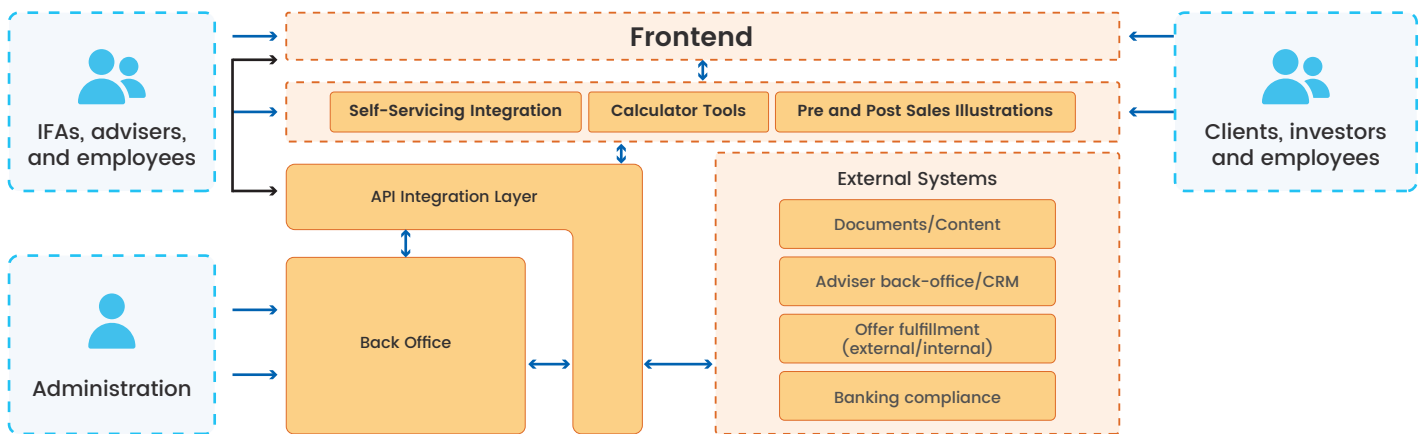 Frontend
IFAs, advisers,
and employees
Self-Servicing Integration
Calculator Tools
Pre and Post Sales Illustrations
Clients, investors
and employees
API Integration Layer
External Systems
Documents/Content
Adviser back-office/CRM
Offer fulfillment
(external/internal)
Banking compliance
Back Office
Administration